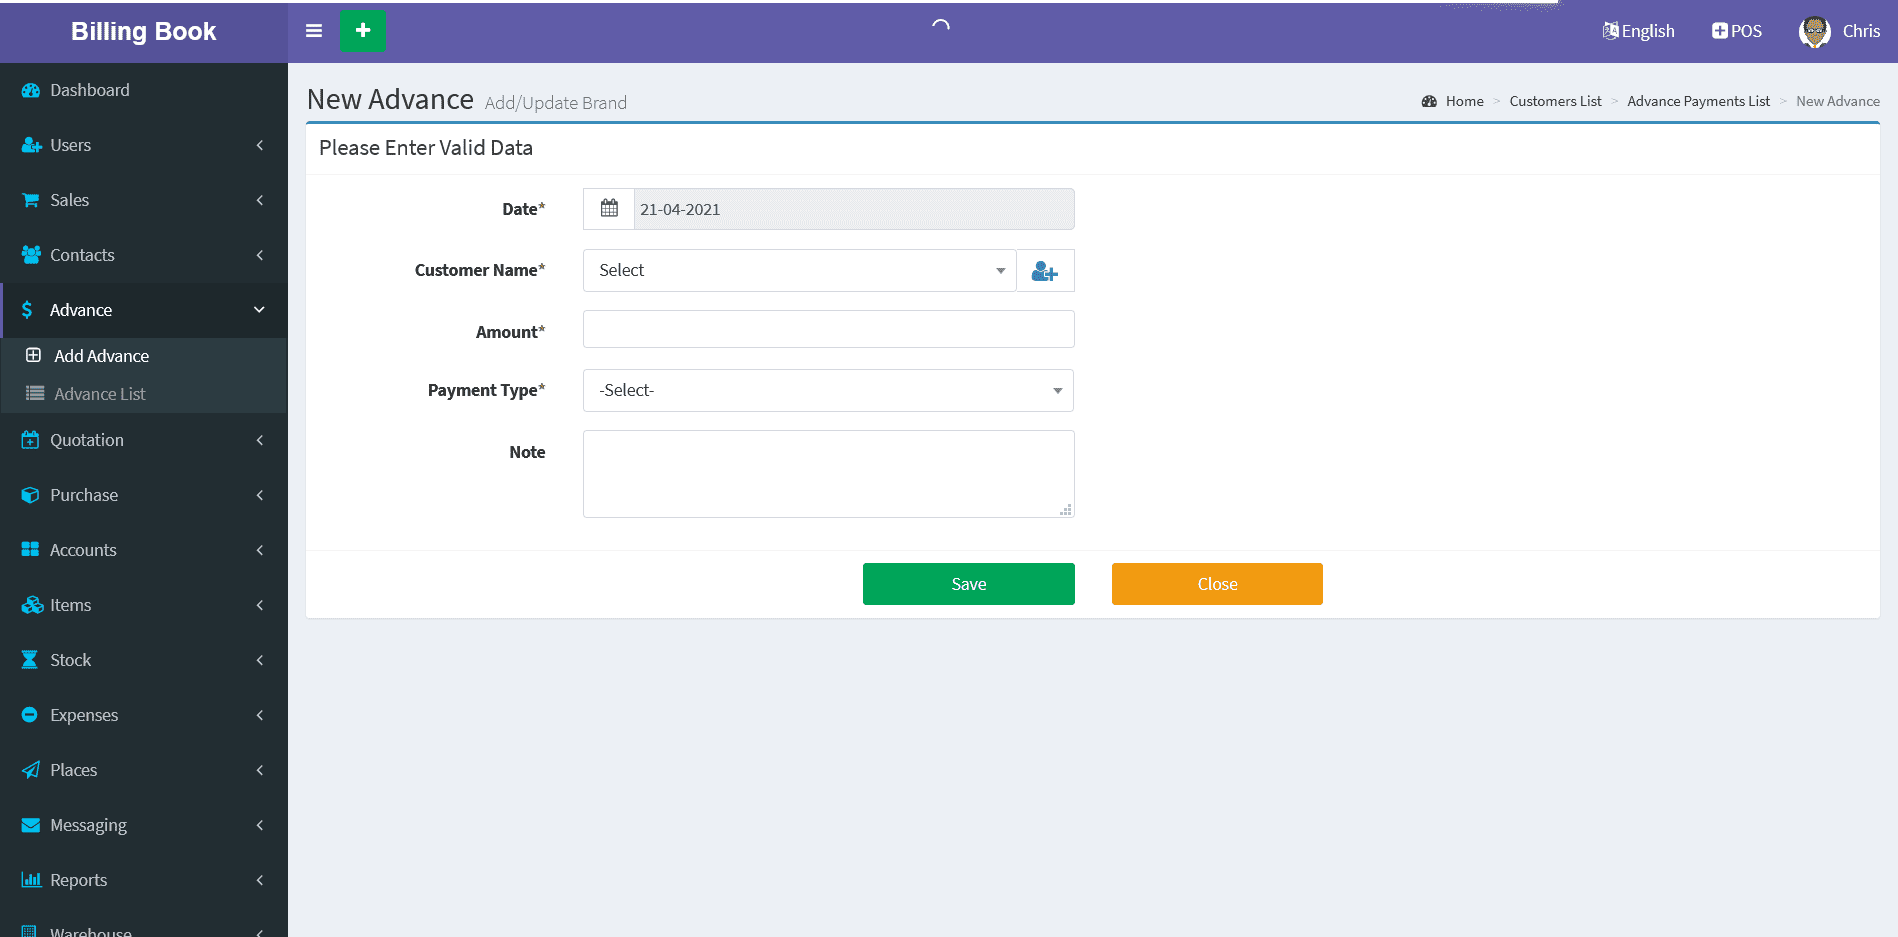 Billing Book
English
POS
Chris
Dashboard
Users
Sales
Contacts
Advance
Add Advance
Advance List
Quotation
Purchase
Accounts
Items
Stock
Expenses
Places
Messaging
Reports
Warehouse
New Advance Add/Update Brand
Home > Customers List > Advance Payments List > New Advance
Please Enter Valid Data
Date* 21-04-2021
Customer Name* Select
Amount*
Payment Type* -Select-
Note
Save
Close